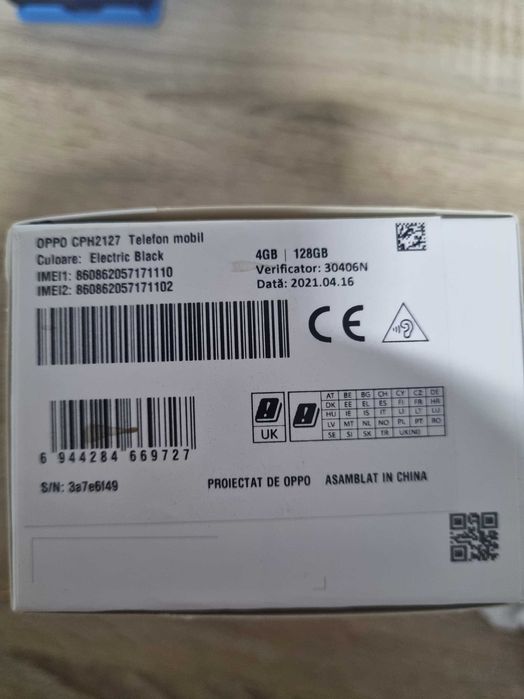 OPPO CPH2127 Telefon mobil
Culoare: Electric Black
4GB | 128GB
IMEI1: 860862057171110
Verificator: 30406N
IMEI2: 860862057171102
Dată: 2021.04.16
CE
AT BE BG CH CY CZ DE
DK EE EL ES FI FR HR
HU IE IS IT LI LT LU
LV MT NL NO PL PT RO
SE SI SK TR UK(NI)
UK
6 944284 669727
S/N: 3a7e6f49
PROIECTAT DE OPPO ASAMBLAT IN CHINA